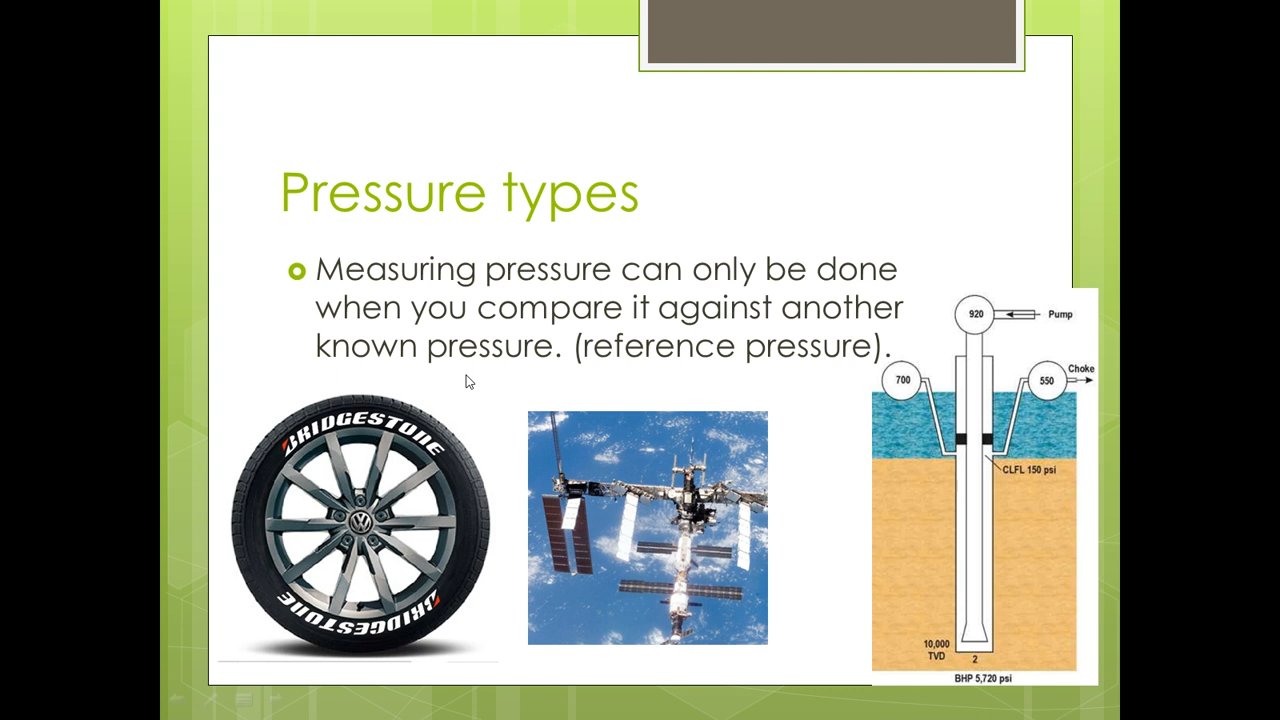 Pressure types
Measuring pressure can only be done
when you compare it against another
known pressure. (reference pressure).
920
Pump
700
550
Choke
CLFL 150 psi
10,000
TVD
2
BHP 5,720 psi
BRIDGESTONE
BRIDGESTONE